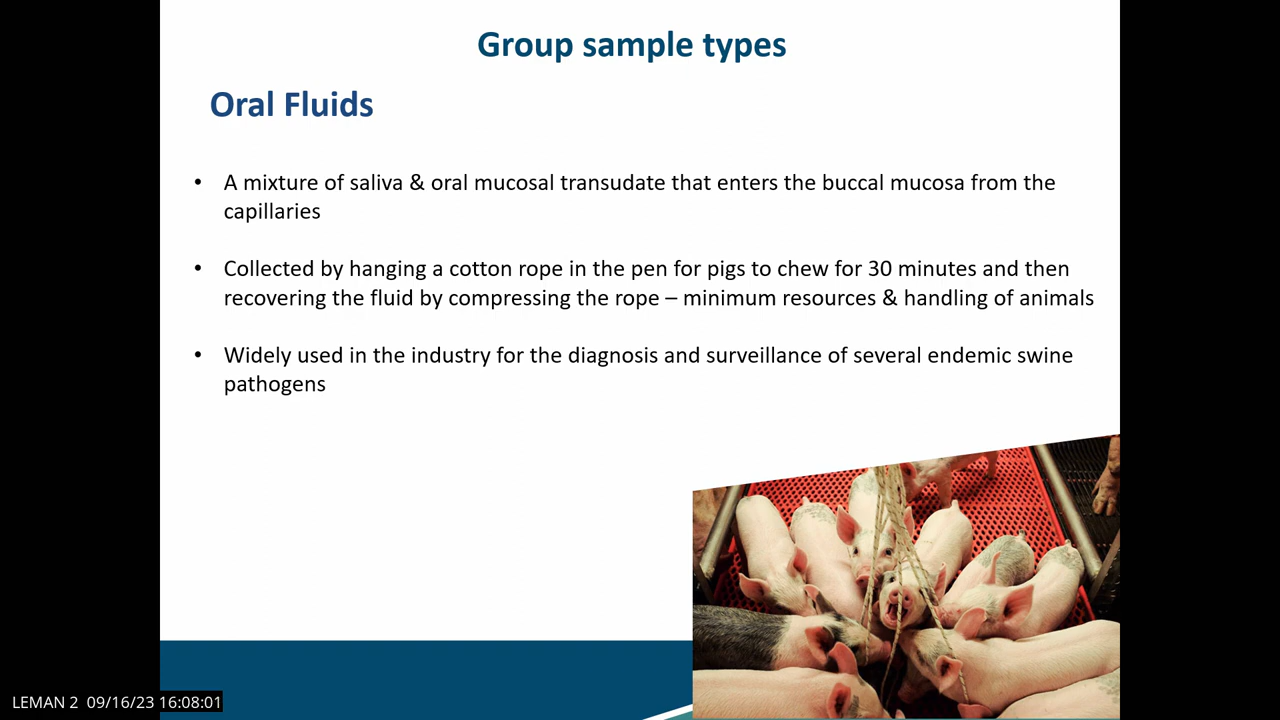 Group sample types
Oral Fluids
• A mixture of saliva & oral mucosal transudate that enters the buccal mucosa from the
capillaries
• Collected by hanging a cotton rope in the pen for pigs to chew for 30 minutes and then
recovering the fluid by compressing the rope – minimum resources & handling of animals
• Widely used in the industry for the diagnosis and surveillance of several endemic swine
pathogens
LEMAN 2 09/16/23 16:08:01